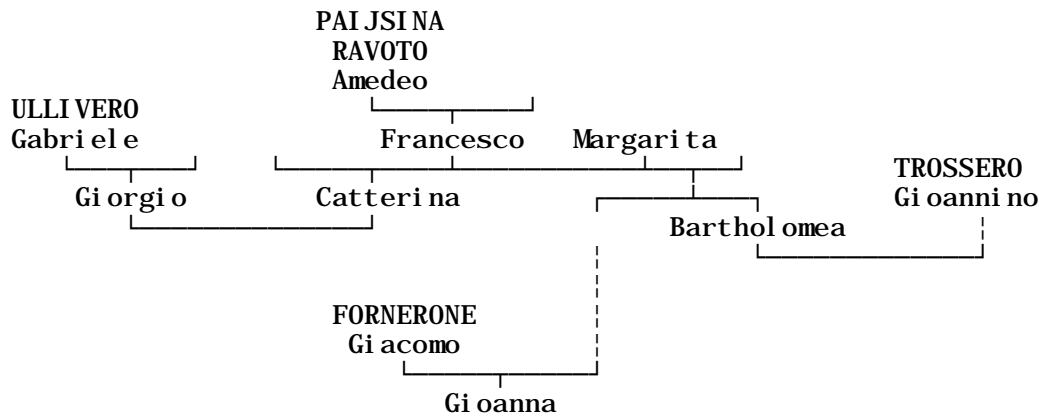 PAIJSINA
RAVOTO
Amedeo
ULLIVERO
Gabriele
Francesco Margarita
TROSSERO
Giorgio Catterina Gioannino
Bartholomea
FORNERONE
Giacomo
Gioanna